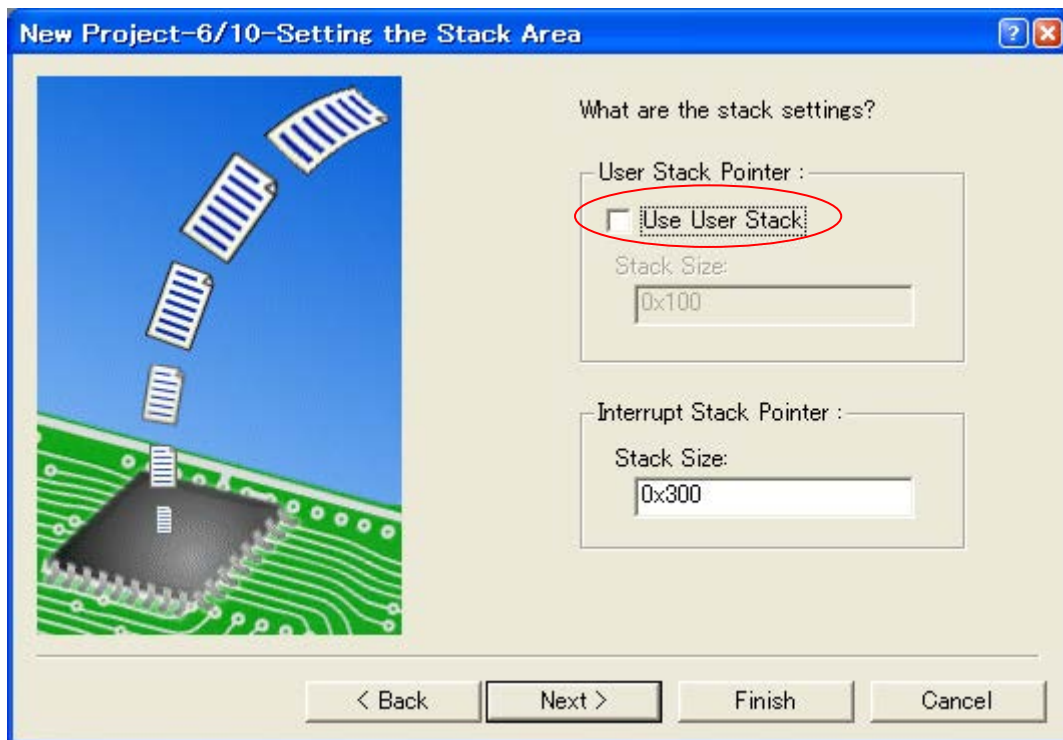 New Project-6/10-Setting the Stack Area
What are the stack settings?
User Stack Pointer :
Use User Stack
Stack Size:
0x100
Interrupt Stack Pointer :
Stack Size:
0x300
< Back Next > Finish Cancel